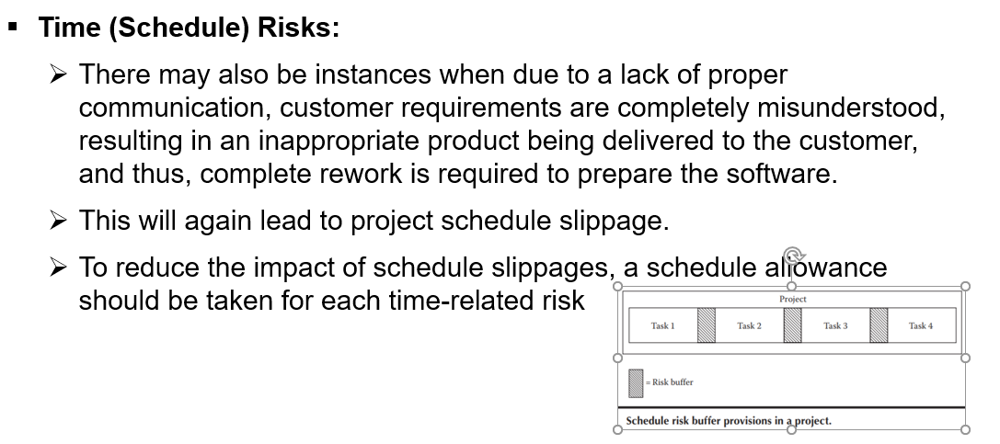 ▪ Time (Schedule) Risks:
➢ There may also be instances when due to a lack of proper
communication, customer requirements are completely misunderstood,
resulting in an inappropriate product being delivered to the customer,
and thus, complete rework is required to prepare the software.
➢ This will again lead to project schedule slippage.
➢ To reduce the impact of schedule slippages, a schedule allowance
should be taken for each time-related risk
Project
Task 1 Task 2 Task 3 Task 4
= Risk buffer
Schedule risk buffer provisions in a project.